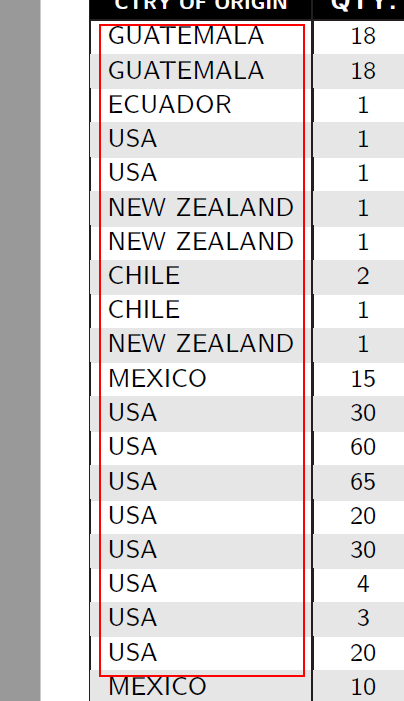 CTRY OF ORIGIN QTY.
GUATEMALA 18
GUATEMALA 18
ECUADOR 1
USA 1
USA 1
NEW ZEALAND 1
NEW ZEALAND 1
CHILE 2
CHILE 1
NEW ZEALAND 1
MEXICO 15
USA 30
USA 60
USA 65
USA 20
USA 30
USA 4
USA 3
USA 20
MEXICO 10